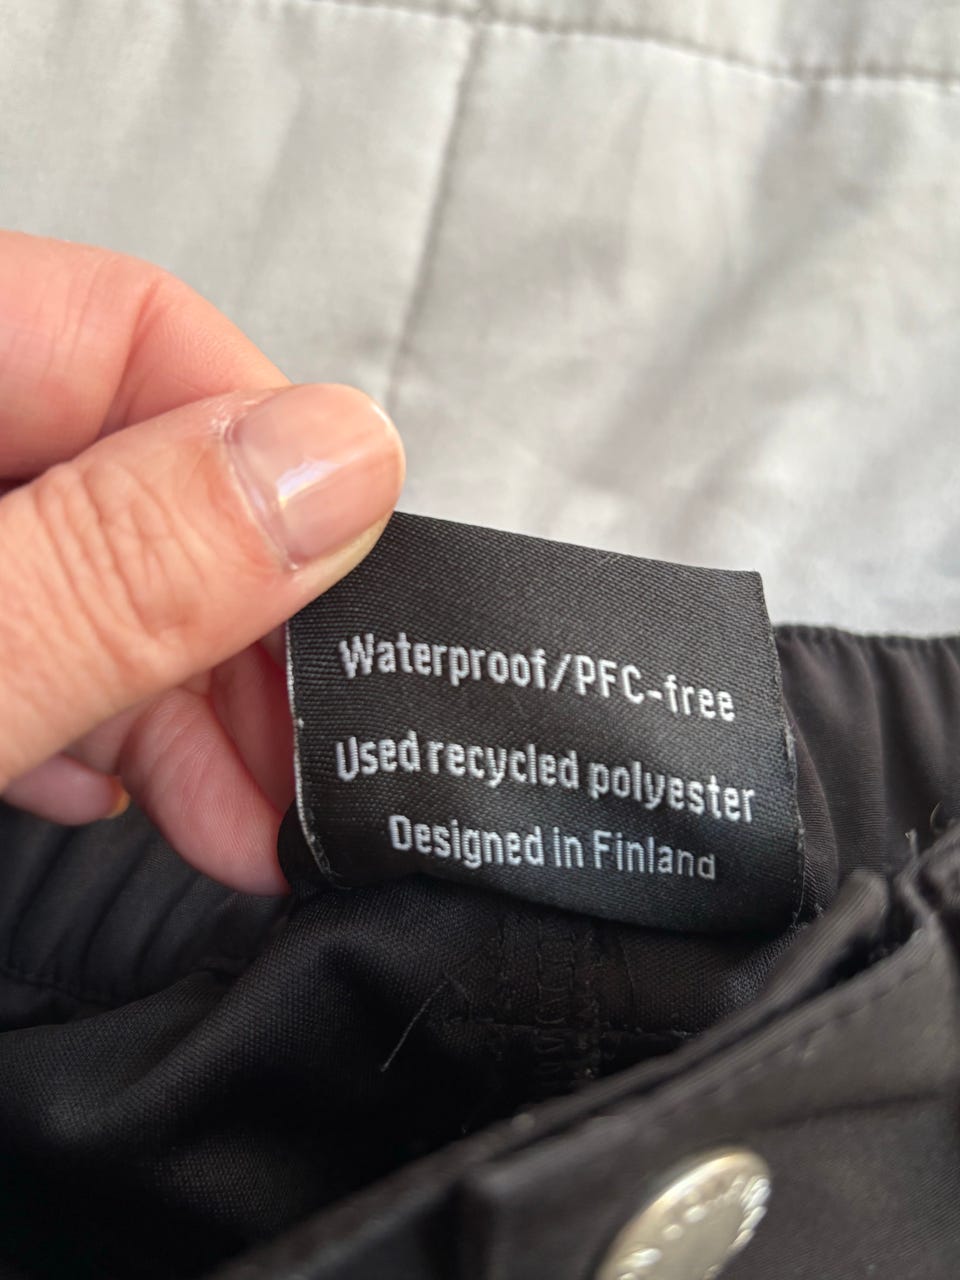 Waterproof/PFC-free
Used recycled polyester
Designed in Finland